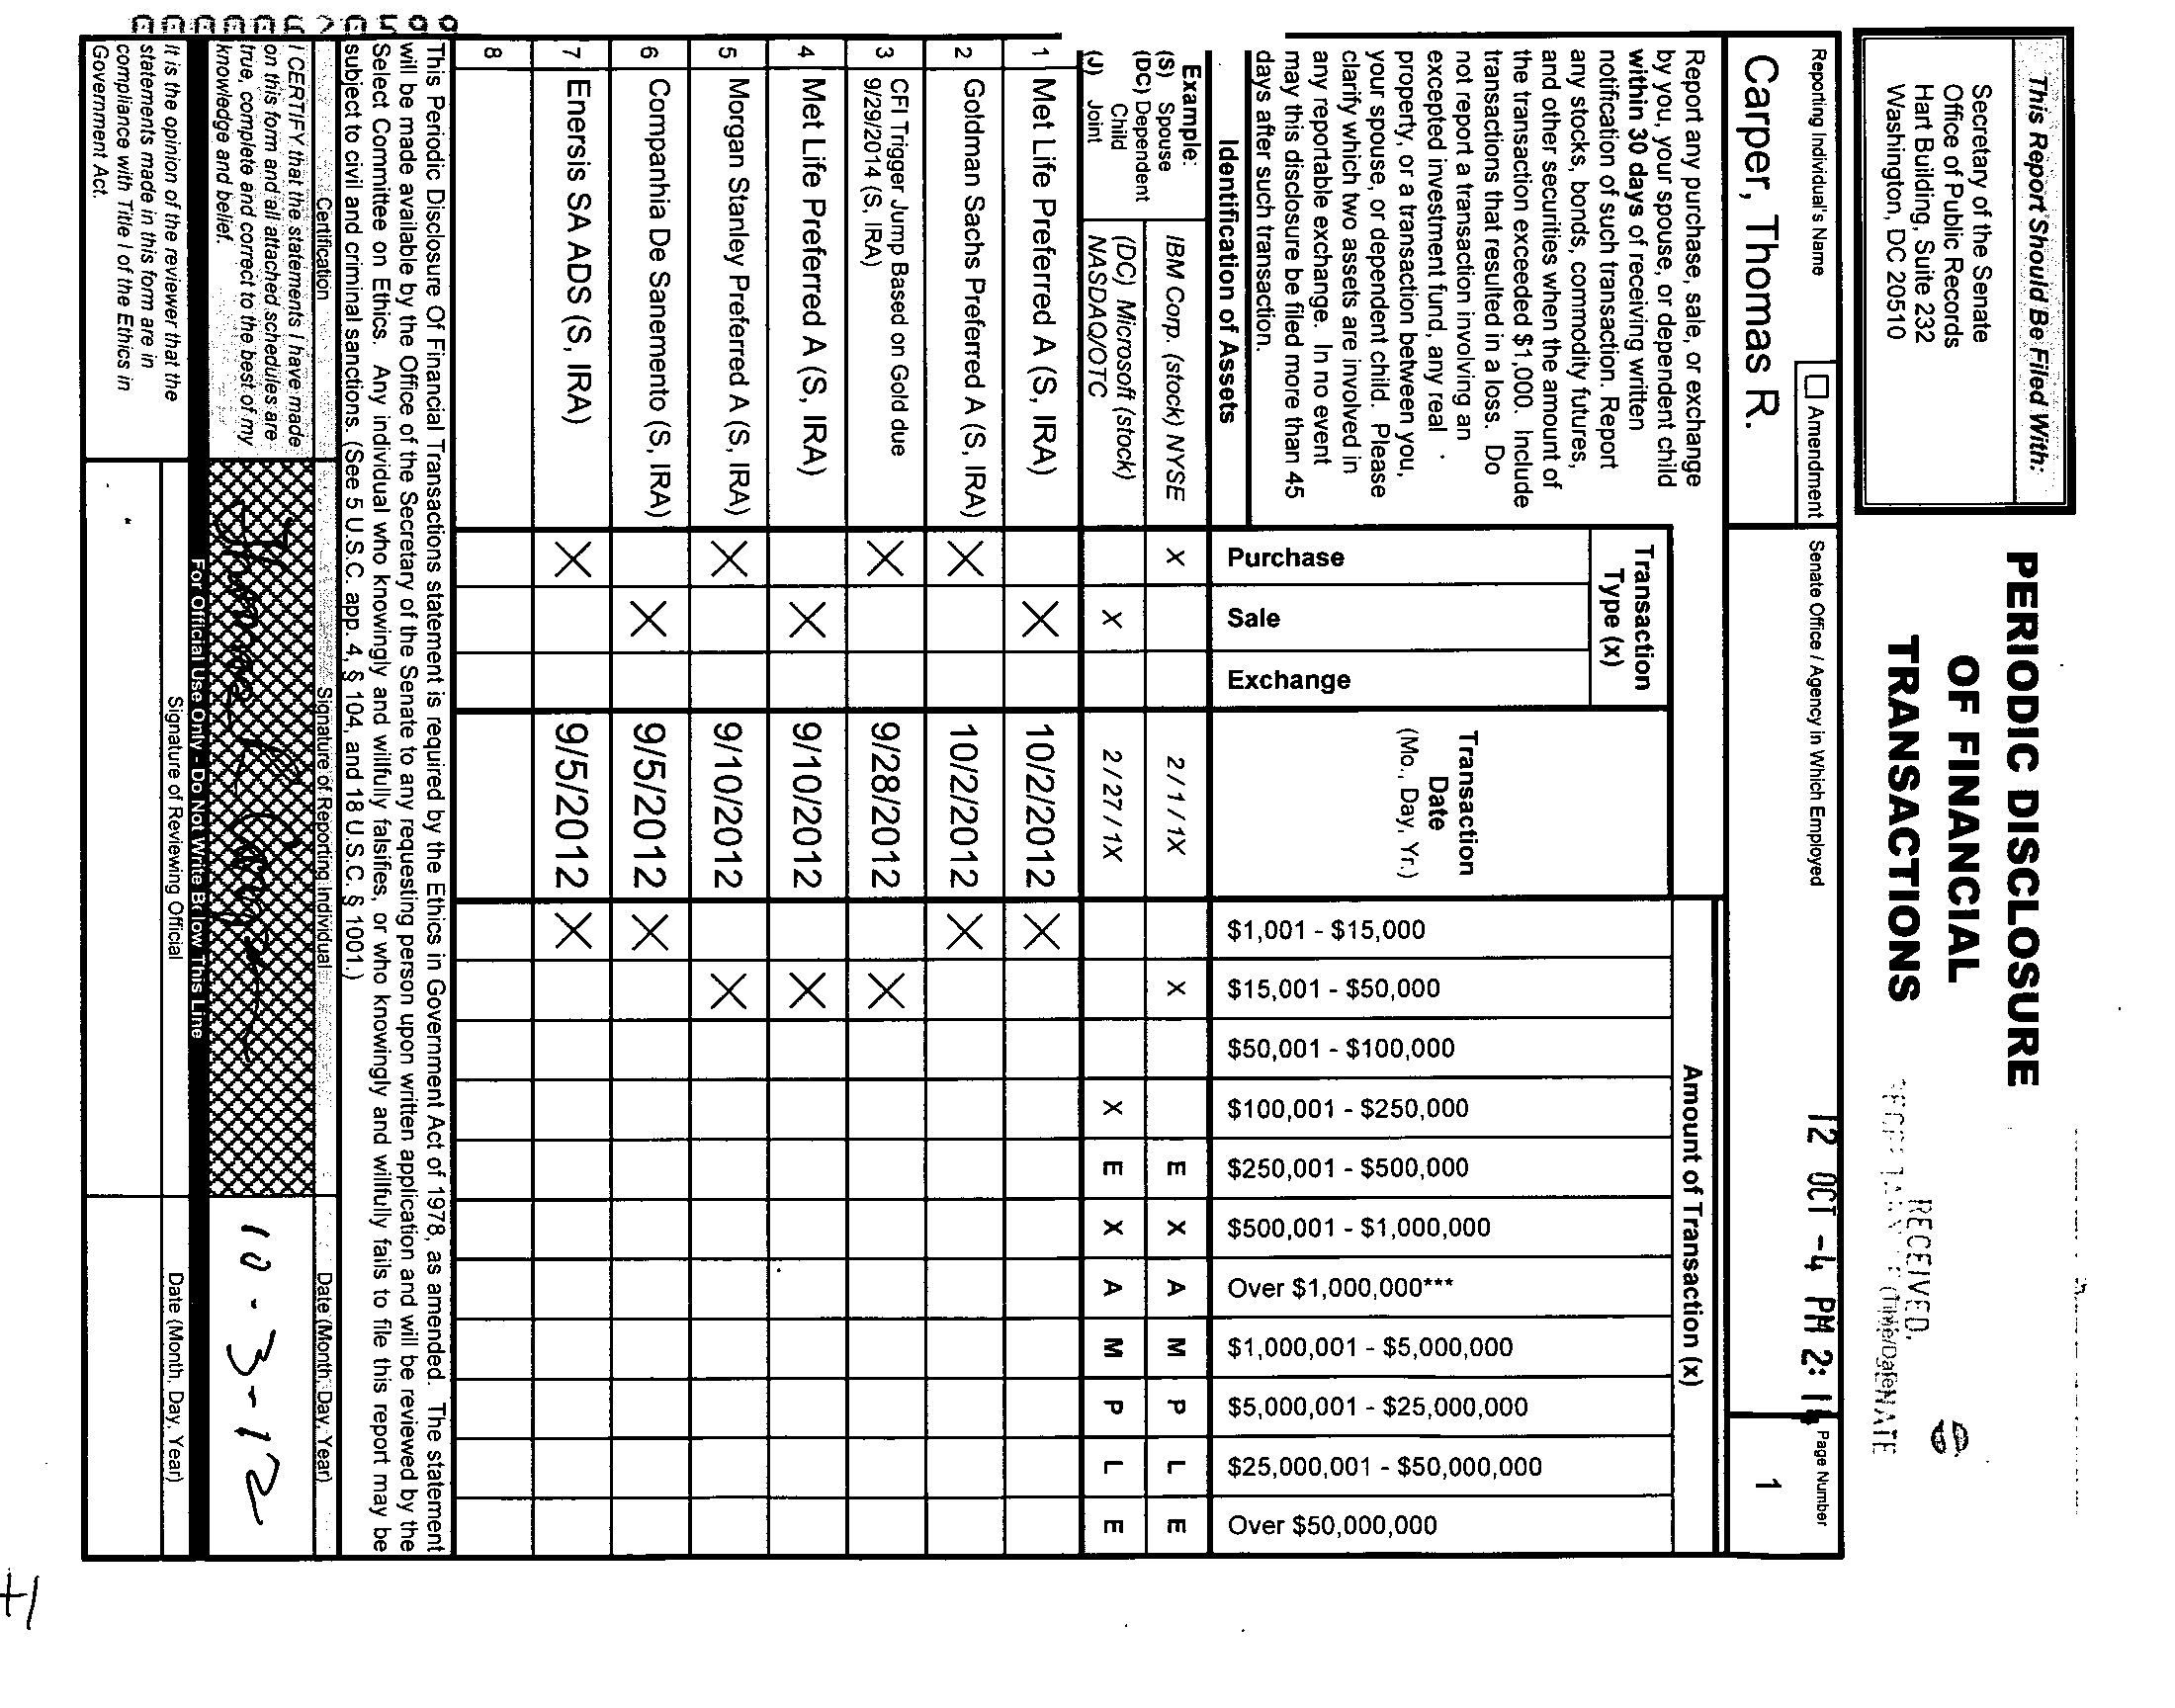 This Report Should Be Filed With:
Secretary of the Senate
Office of Public Records
Hart Building, Suite 232
Washington, DC 20510
PERIODIC DISCLOSURE
OF FINANCIAL
TRANSACTIONS
RECEIVED
Reporting Individual's Name
Amendment
Senate Office / Agency in Which Employed
12 OCT -4 PM 2: 1
Page Number
Carper, Thomas R.
1
Report any purchase, sale, or exchange
by you, your spouse, or dependent child
within 30 days of receiving written
notification of such transaction. Report
any stocks, bonds, commodity futures,
and other securities when the amount of
the transaction exceeded $1,000. Include
transactions that resulted in a loss. Do
not report a transaction involving an
excepted investment fund, any real
property, or a transaction between you,
your spouse, or dependent child. Please
clarify which two assets are involved in
any reportable exchange. In no event
may this disclosure be filed more than 45
days after such transaction.
Identification of Assets
Transaction
Type (x)
Purchase
Sale
Exchange
Transaction
Date
(Mo., Day, Yr.)
Amount of Transaction (x)
$1,001 - $15,000
$15,001 - $50,000
$50,001 - $100,000
$100,001 - $250,000
$250,001 - $500,000
$500,001 - $1,000,000
Over $1,000,000***
$1,000,001 - $5,000,000
$5,000,001 - $25,000,000
$25,000,001 - $50,000,000
Over $50,000,000
Example:
(S) Spouse
(DC) Dependent
Child
(J) Joint
IBM Corp. (stock) NYSE X 2 / 1 / 1X X E X A M P L E
(DC) Microsoft (stock)
NASDAQ/OTC X 2 / 27 / 1X X E X A M P L E
1 Met Life Preferred A (S, IRA) X 10/2/2012 X
2 Goldman Sachs Preferred A (S, IRA) X 10/2/2012 X
3 CFI Trigger Jump Based on Gold due
9/29/2014 (S, IRA) X 9/28/2012 X
4 Met Life Preferred A (S, IRA) X 9/10/2012 X
5 Morgan Stanley Preferred A (S, IRA) X 9/10/2012 X
6 Companhia De Sanemento (S, IRA) X 9/5/2012 X
7 Enersis SA ADS (S, IRA) X 9/5/2012 X
8
This Periodic Disclosure Of Financial Transactions statement is required by the Ethics in Government Act of 1978, as amended. The statement
will be made available by the Office of the Secretary of the Senate to any requesting person upon written application and will be reviewed by the
Select Committee on Ethics. Any individual who knowingly and willfully falsifies, or who knowingly and willfully fails to file this report may be
subject to civil and criminal sanctions. (See 5 U.S.C. app. 4, § 104, and 18 U.S.C. § 1001.)
Certification
Signature of Reporting Individual
Date (Month, Day, Year)
I CERTIFY that the statements I have made
on this form and all attached schedules are
true, complete and correct to the best of my
knowledge and belief.
10-3-12
For Official Use Only - Do Not Write Below This Line
It is the opinion of the reviewer that the
statements made in this form are in
compliance with Title I of the Ethics in
Government Act.
Signature of Reviewing Official
Date (Month, Day, Year)